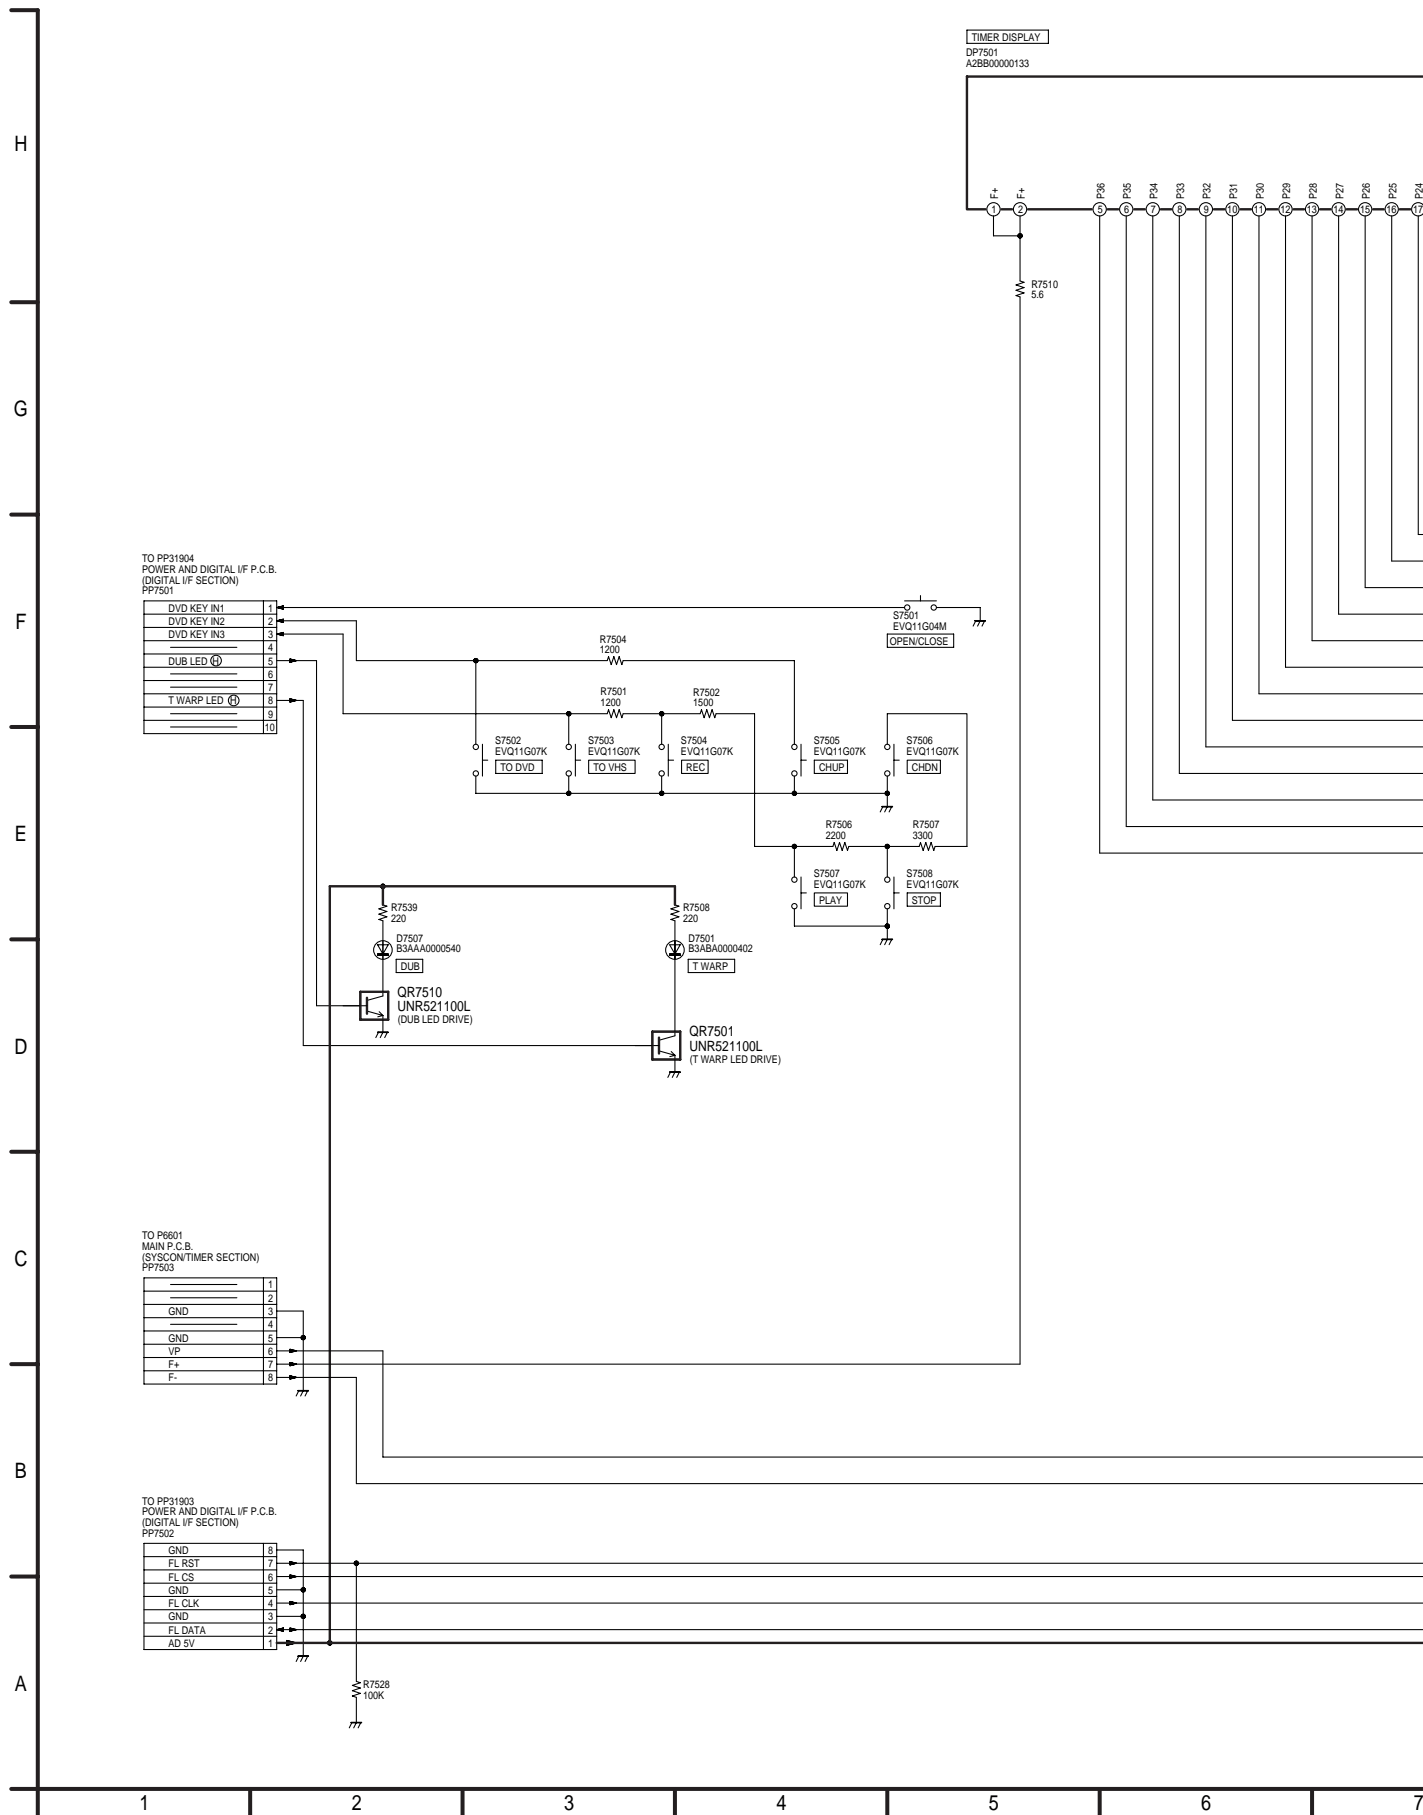 TIMER DISPLAY
DP7501
A2BB00000133
H
F+
F+
P36
P35
P34
P33
P32
P31
P30
P29
P28
P27
P26
P25
P24
1
2
5
6
7
8
9
10
11
12
13
14
15
16
17
R7510
5.6
G
TO PP31904
POWER AND DIGITAL I/F P.C.B.
(DIGITAL I/F SECTION)
PP7501
DVD KEY IN1 1
DVD KEY IN2 2
DVD KEY IN3 3
4
DUB LED H 5
6
7
T WARP LED H 8
9
10
F
S7501
EVQ11G04M
OPEN/CLOSE
R7504
1200
R7501
1200
R7502
1500
S7502
EVQ11G07K
TO DVD
S7503
EVQ11G07K
TO VHS
S7504
EVQ11G07K
REC
S7505
EVQ11G07K
CHUP
S7506
EVQ11G07K
CHDN
E
R7506
2200
R7507
3300
S7507
EVQ11G07K
PLAY
S7508
EVQ11G07K
STOP
R7539
220
R7508
220
D7507
B3AAA0000540
DUB
D7501
B3ABA0000402
T WARP
QR7510
UNR521100L
(DUB LED DRIVE)
QR7501
UNR521100L
(T WARP LED DRIVE)
D
TO P6601
MAIN P.C.B.
(SYSCON/TIMER SECTION)
PP7503
1
2
GND 3
4
GND 5
VP 6
F+ 7
F- 8
C
B
TO PP31903
POWER AND DIGITAL I/F P.C.B.
(DIGITAL I/F SECTION)
PP7502
GND 8
FL RST 7
FL CS 6
GND 5
FL CLK 4
GND 3
FL DATA 2
AD 5V 1
A
R7528
100K
1
2
3
4
5
6
7